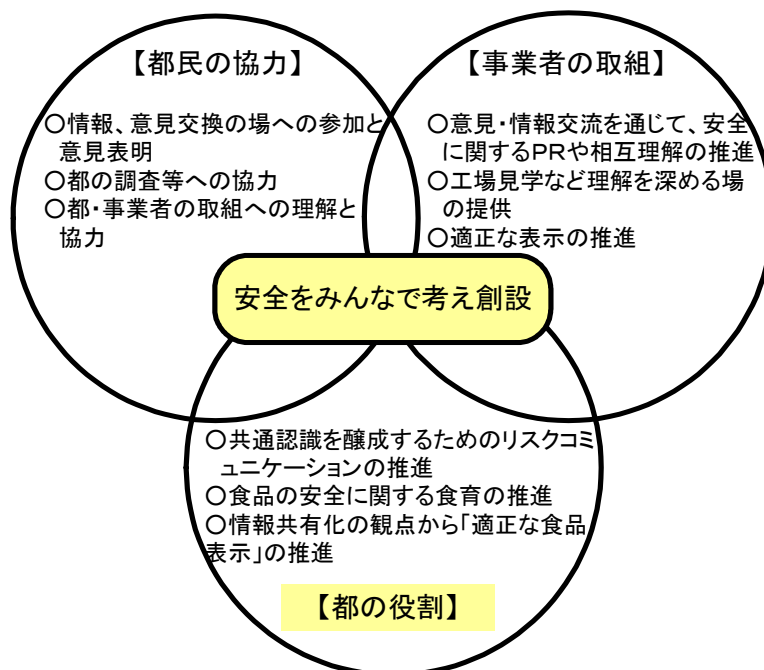 【都民の協力】
○情報、意見交換の場への参加と
意見表明
○都の調査等への協力
○都・事業者の取組への理解と
協力
【事業者の取組】
○意見・情報交流を通じて、安全
に関するPRや相互理解の推進
○工場見学など理解を深める場
の提供
○適正な表示の推進
安全をみんなで考え創設
○共通認識を醸成するためのリスクコミ
ュニケーションの推進
○食品の安全に関する食育の推進
○情報共有化の観点から「適正な食品
表示」の推進
【都の役割】